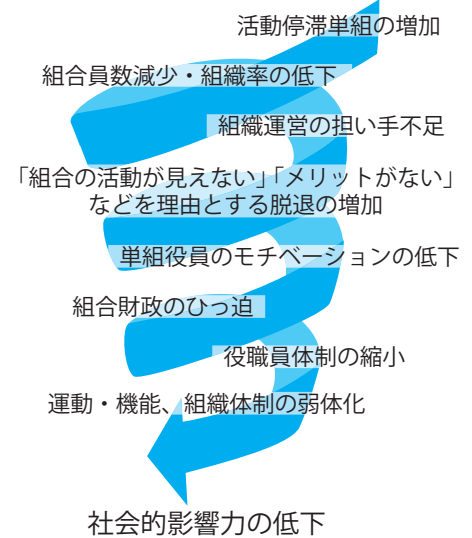 活動停滞単組の増加
組合員数減少・組織率の低下
組織運営の担い手不足
「組合の活動が見えない」「メリットがない」
などを理由とする脱退の増加
単組役員のモチベーションの低下
組合財政のひっ迫
役職員体制の縮小
運動・機能、組織体制の弱体化
社会的影響力の低下